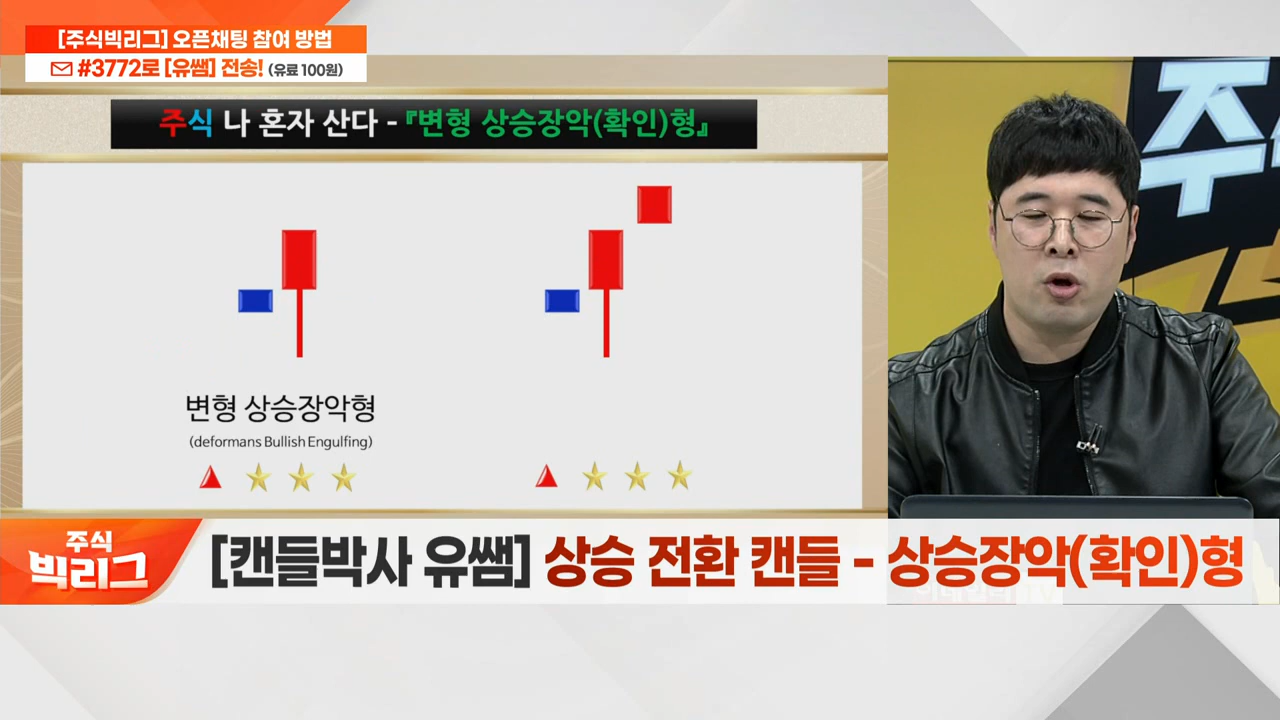 [주식빅리그] 오픈채팅 참여 방법
#3772로 [유쌤] 전송! (유료 100원)
주식 나 혼자 산다 - 『변형 상승장악(확인)형』
주
변형 상승장악형
(deformans Bullish Engulfing)
주식
빅리그
[캔들박사 유쌤] 상승 전환 캔들 - 상승장악(확인)형